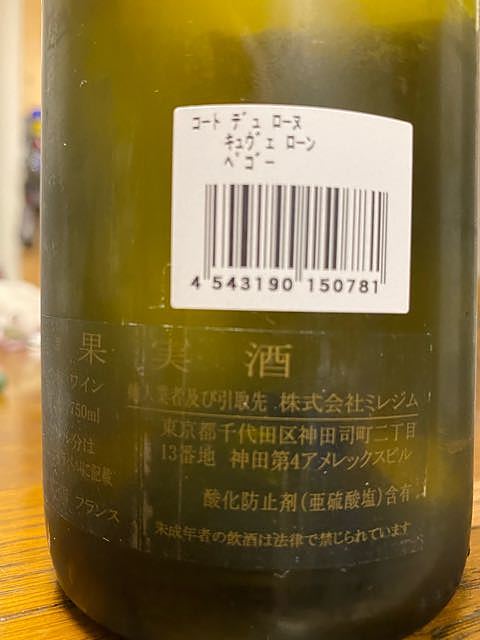 コート デュ ローヌ
キュヴェ ローン
ペゴー
4 543190 150781
果 実 酒
ワイン
輸入業者及び引取先 株式会社ミレジム
750ml
東京都千代田区神田司町二丁目
13番地 神田第4アメレックスビル
分は
に記載
酸化防止剤(亜硫酸塩)含有
フランス
未成年者の飲酒は法律で禁じられています